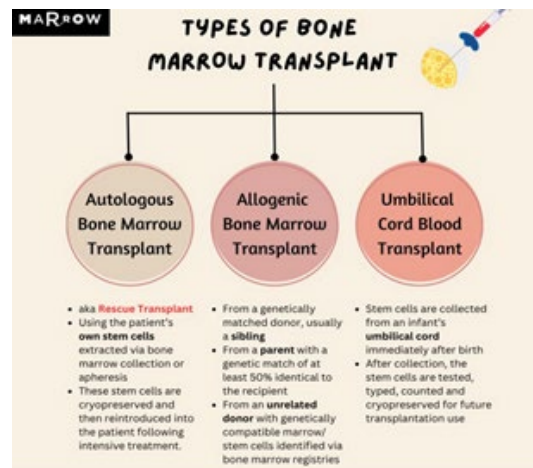 MARROW
TYPES OF BONE
MARROW TRANSPLANT
Autologous
Bone Marrow
Transplant
• aka Rescue Transplant
• Using the patient's
own stem cells
extracted via bone
marrow collection or
apheresis
• These stem cells are
cryopreserved and
then reintroduced into
the patient following
intensive treatment.
Allogenic
Bone Marrow
Transplant
• From a genetically
matched donor, usually
a sibling
• From a parent with a
genetic match of at
least 50% identical to
the recipient
• From an unrelated
donor with genetically
compatible marrow/
stem cells identified via
bone marrow registries
Umbilical
Cord Blood
Transplant
• Stem cells are collected
from an infant's
umbilical cord
immediately after birth
• After collection, the
stem cells are tested,
typed, counted and
cryopreserved for future
transplantation use